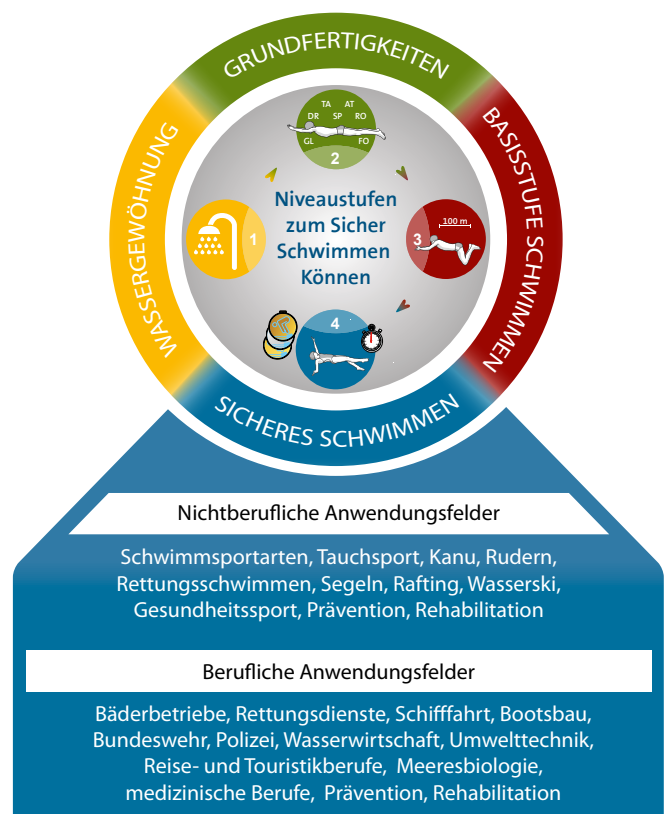 GRUNDFERTIGKEITEN
WASSERGEWÖHNUNG
BASISSTUFE SCHWIMMEN
SICHERES SCHWIMMEN
TA AT
DR SP RO
GL FO
2
Niveaustufen
zum Sicher
Schwimmen
Können
1
100 m
3
4
Nichtberufliche Anwendungsfelder
Schwimmsportarten, Tauchsport, Kanu, Rudern,
Rettungsschwimmen, Segeln, Rafting, Wasserski,
Gesundheitssport, Prävention, Rehabilitation
Berufliche Anwendungsfelder
Bäderbetriebe, Rettungsdienste, Schifffahrt, Bootsbau,
Bundeswehr, Polizei, Wasserwirtschaft, Umwelttechnik,
Reise- und Touristikberufe, Meeresbiologie,
medizinische Berufe, Prävention, Rehabilitation